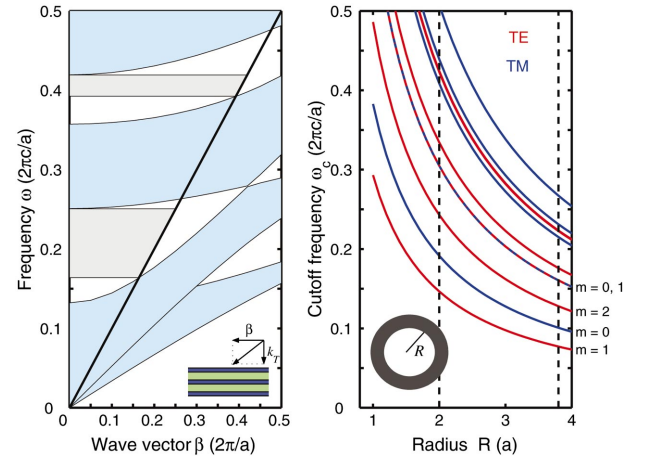 0.5
0.4
0.3
0.2
0.1
0
Frequency ω (2πc/a)
0
0.1
0.2
0.3
0.4
0.5
Wave vector β (2π/a)
β
k_T
0.5
0.4
0.3
0.2
0.1
0
Cutoff frequency ω_c (2πc/a)
TE
TM
m = 0, 1
m = 2
m = 0
m = 1
R
1
2
3
4
Radius R (a)